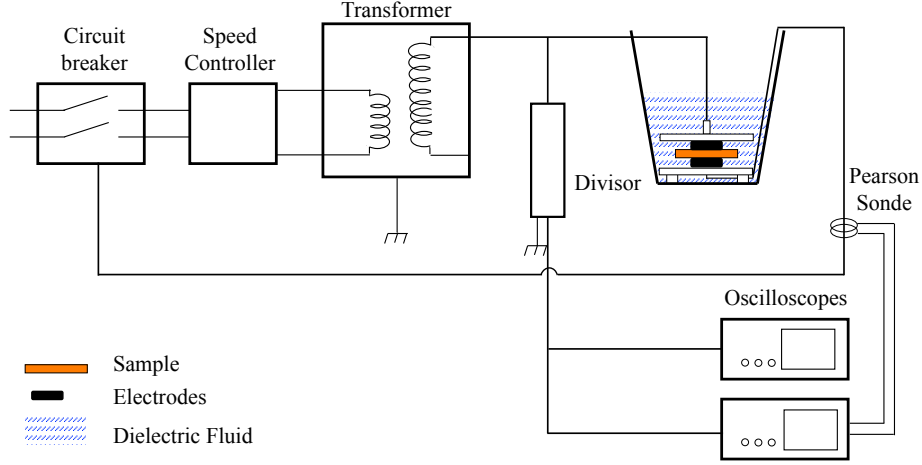 Transformer
Circuit
breaker
Speed
Controller
Divisor
Pearson
Sonde
Oscilloscopes
Sample
Electrodes
Dielectric Fluid